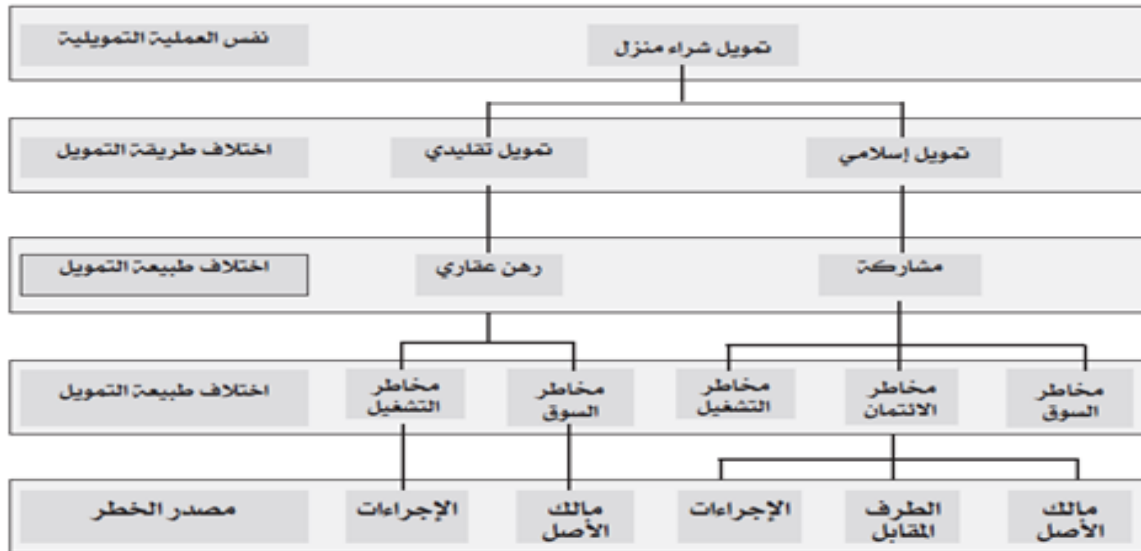 نفس العملية التمويلية
تمويل شراء منزل
اختلاف طريقة التمويل
تمويل تقليدي
تمويل إسلامي
اختلاف طبيعة التمويل
رهن عقاري
مشاركة
اختلاف طبيعة التمويل
مخاطر
التشغيل
مخاطر
السوق
مخاطر
التشغيل
مخاطر
الائتمان
مخاطر
السوق
مصدر الخطر
الإجراءات
مالك
الأصل
الإجراءات
الطرف
المقابل
مالك
الأصل